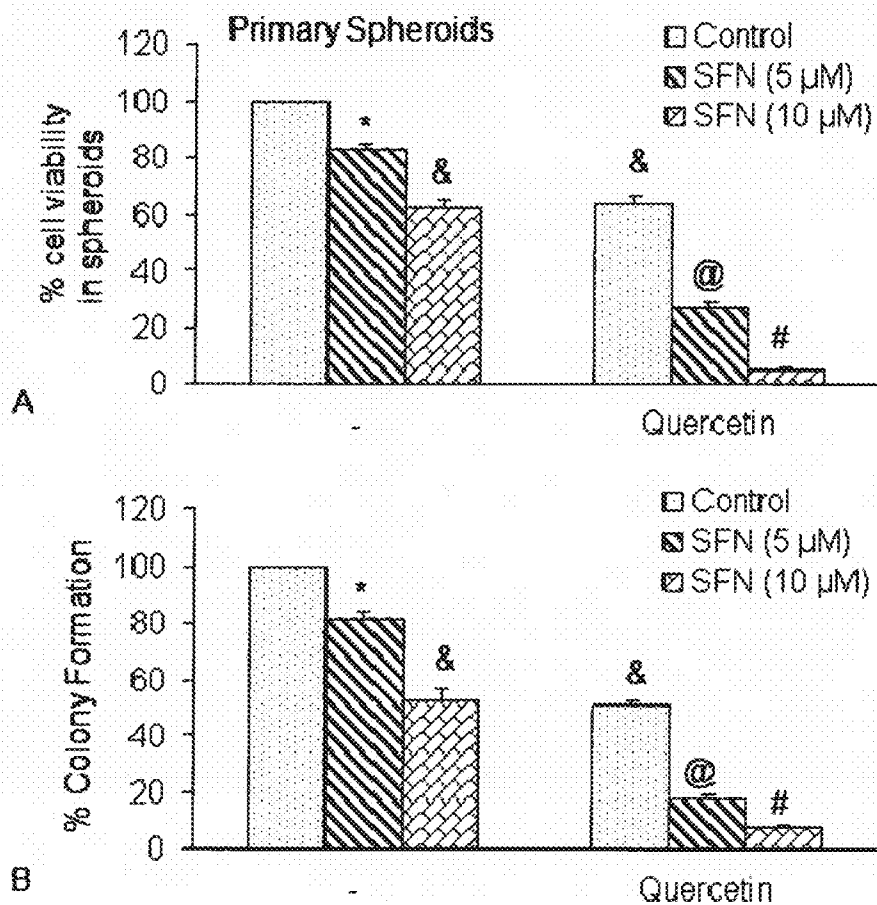 Primary Spheroids
Control
SFN (5 µM)
SFN (10 µM)
% cell viability
in spheroids
120
100
80
60
40
20
0
*
&
&
@
#
A
-
Quercetin
Control
SFN (5 µM)
SFN (10 µM)
% Colony Formation
120
100
80
60
40
20
0
*
&
&
@
#
B
-
Quercetin